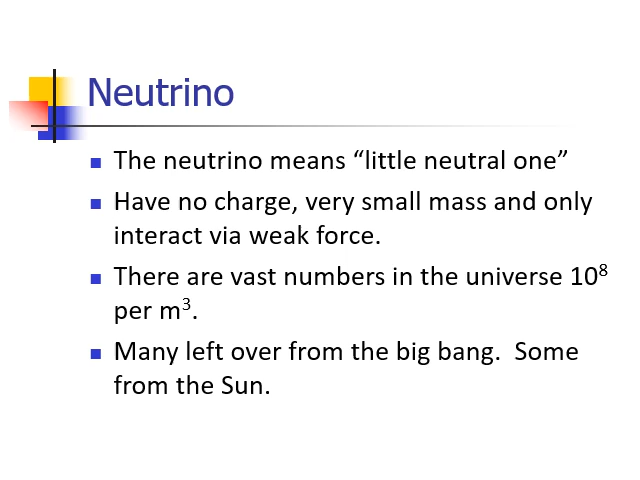 Neutrino
The neutrino means “little neutral one”
Have no charge, very small mass and only
interact via weak force.
There are vast numbers in the universe 10⁸
per m³.
Many left over from the big bang.  Some
from the Sun.